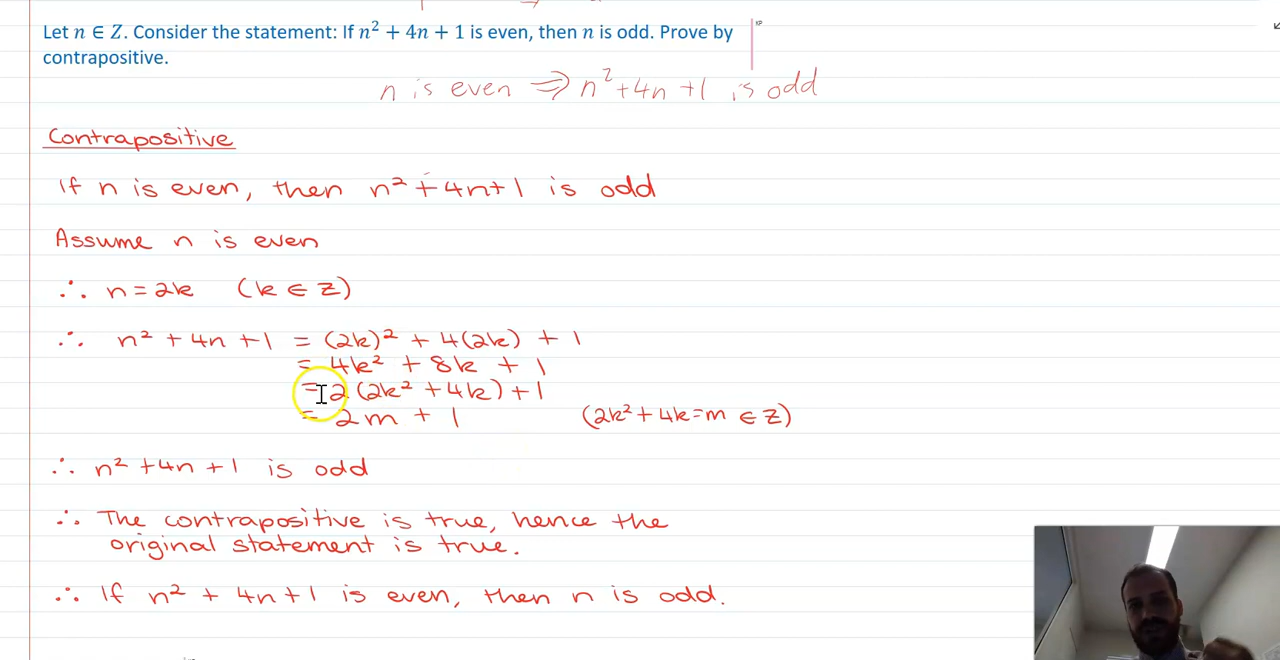 Let n ∈ Z. Consider the statement: If n² + 4n + 1 is even, then n is odd. Prove by
contrapositive.
n is even ⇒ n² + 4n + 1 is odd
Contrapositive
If n is even, then n² + 4n + 1 is odd
Assume n is even
∴ n = 2k (k ∈ Z)
∴ n² + 4n + 1 = (2k)² + 4(2k) + 1
= 4k² + 8k + 1
= 2(2k² + 4k) + 1
= 2m + 1 (2k² + 4k = m ∈ Z)
∴ n² + 4n + 1 is odd
∴ The contrapositive is true, hence the
original statement is true.
∴ If n² + 4n + 1 is even, then n is odd.